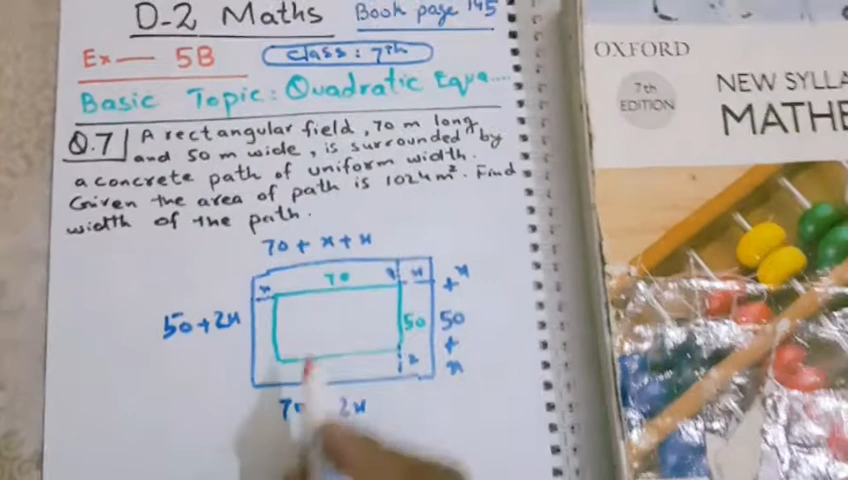 D-2 Maths
Book page 145
Ex — 5B
Class: 7th
Basic Topic: Quadratic Equa....
Q.7 A rectangular field, 70 m long
and 50 m wide, is surrounded by
a concrete path of uniform width.
Given the area of path is 1024 m². Find
width of the path.
70 + x + x
x 70 x
+ x
50+2x
50 50
+
x
x
2x
OXFORD
7th
EDITION
NEW SYLLA
MATHE